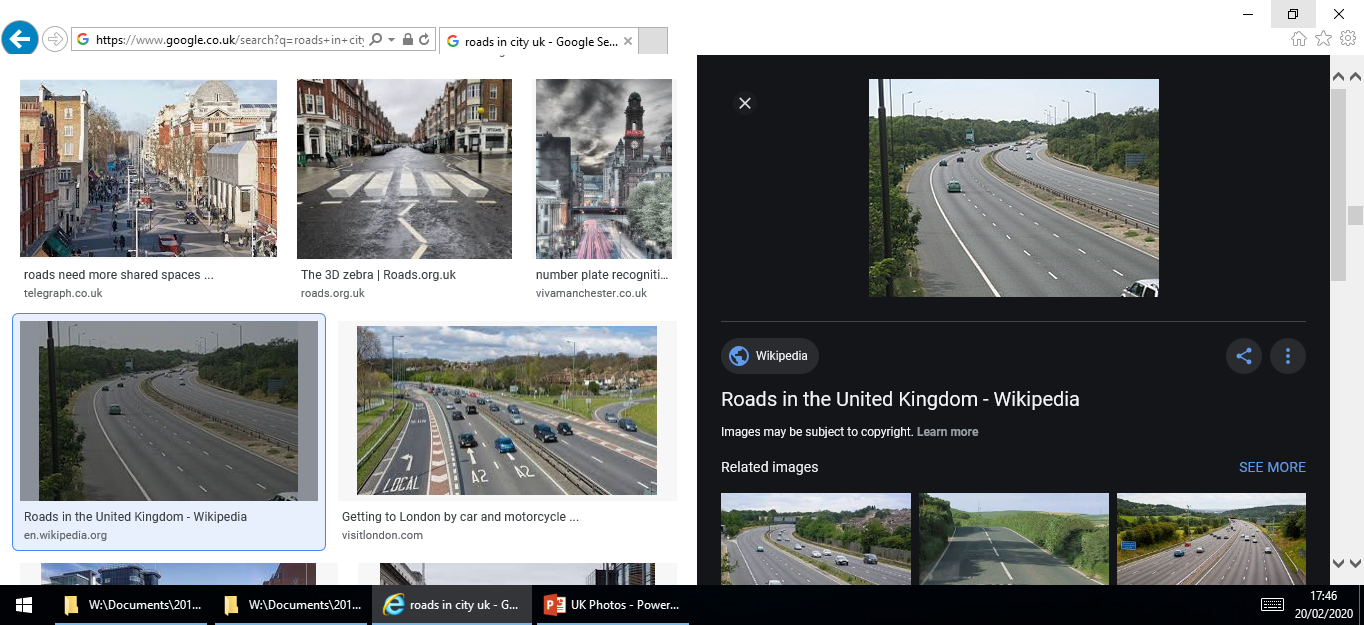 https://www.google.co.uk/search?q=roads+in+city
roads in city uk - Google Se...
roads need more shared spaces ...
telegraph.co.uk
The 3D zebra | Roads.org.uk
roads.org.uk
number plate recogniti...
vivamanchester.co.uk
Roads in the United Kingdom - Wikipedia
en.wikipedia.org
LOCAL
A2
A2
Getting to London by car and motorcycle ...
visitlondon.com
Wikipedia
Roads in the United Kingdom - Wikipedia
Images may be subject to copyright. Learn more
Related images
SEE MORE
W:\Documents\201...
W:\Documents\201...
roads in city uk - G...
UK Photos - Power...
17:46
20/02/2020